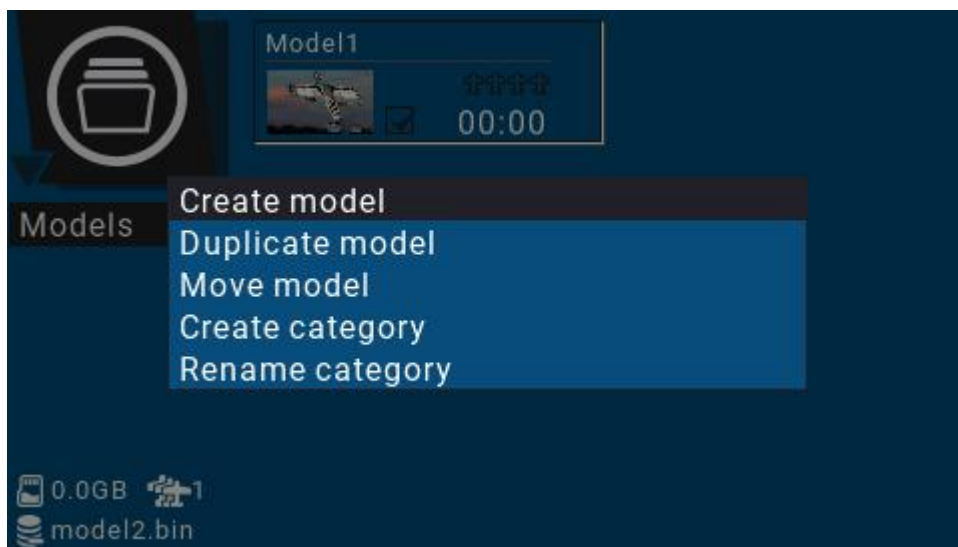 Model1
00:00
Models
Create model
Duplicate model
Move model
Create category
Rename category
0.0GB 1
model2.bin